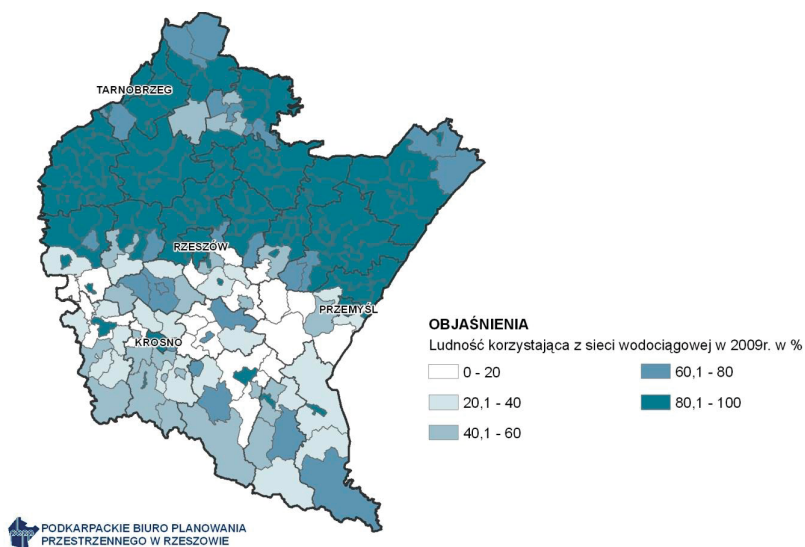 TARNOBRZEG
RZESZÓW
PRZEMYŚL
KROSNO
OBJAŚNIENIA
Ludność korzystająca z sieci wodociągowej w 2009r. w %
0 - 20
60,1 - 80
20,1 - 40
80,1 - 100
40,1 - 60
PODKARPACKIE BIURO PLANOWANIA
PRZESTRZENNEGO W RZESZOWIE